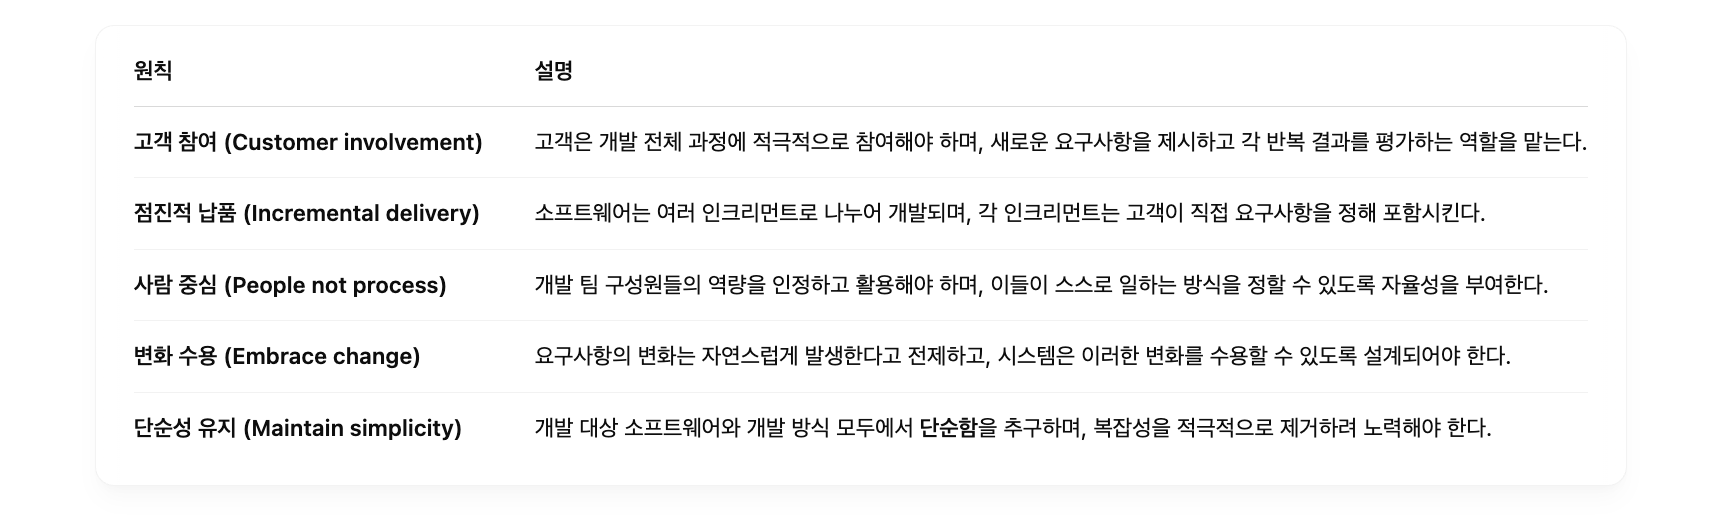 원칙 설명
고객 참여 (Customer involvement) 고객은 개발 전체 과정에 적극적으로 참여해야 하며, 새로운 요구사항을 제시하고 각 반복 결과를 평가하는 역할을 맡는다.
점진적 납품 (Incremental delivery) 소프트웨어는 여러 인크리먼트로 나누어 개발되며, 각 인크리먼트는 고객이 직접 요구사항을 정해 포함시킨다.
사람 중심 (People not process) 개발 팀 구성원들의 역량을 인정하고 활용해야 하며, 이들이 스스로 일하는 방식을 정할 수 있도록 자율성을 부여한다.
변화 수용 (Embrace change) 요구사항의 변화는 자연스럽게 발생한다고 전제하고, 시스템은 이러한 변화를 수용할 수 있도록 설계되어야 한다.
단순성 유지 (Maintain simplicity) 개발 대상 소프트웨어와 개발 방식 모두에서 단순함을 추구하며, 복잡성을 적극적으로 제거하려 노력해야 한다.